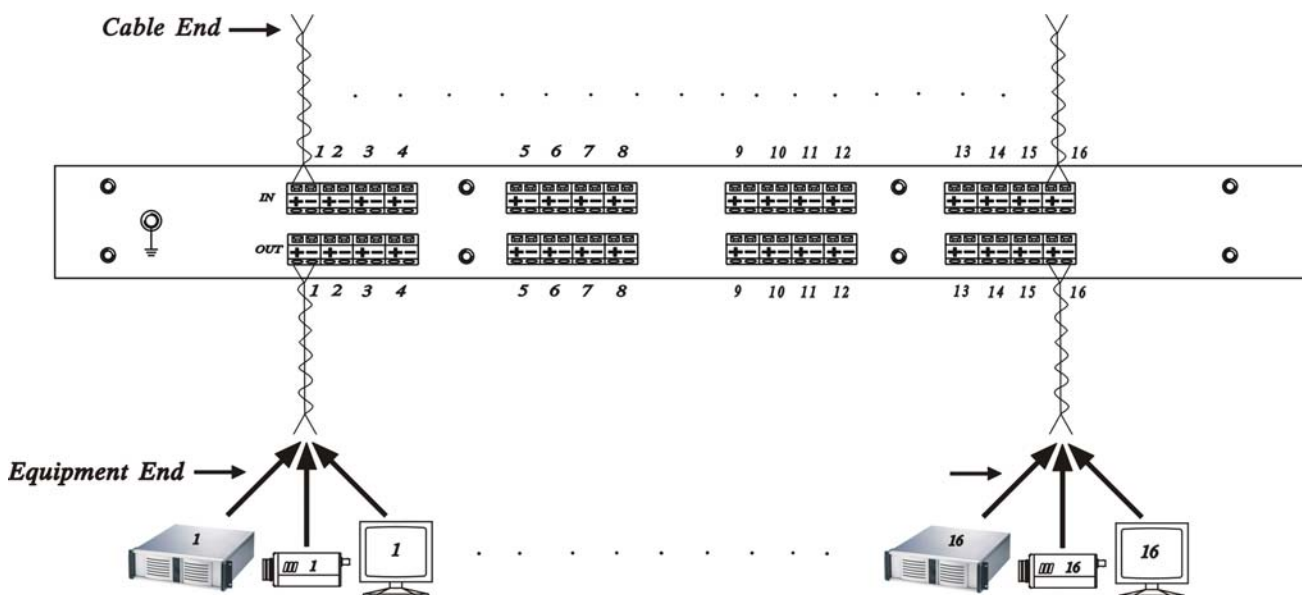 Cable End
1 2 3 4 5 6 7 8 9 10 11 12 13 14 15 16
IN + − + − + − + − + − + − + − + − + − + − + − + − + − + − + − + −
OUT + − + − + − + − + − + − + − + − + − + − + − + − + − + − + − + −
1 2 3 4 5 6 7 8 9 10 11 12 13 14 15 16
Equipment End
1 1 1 16 16 16